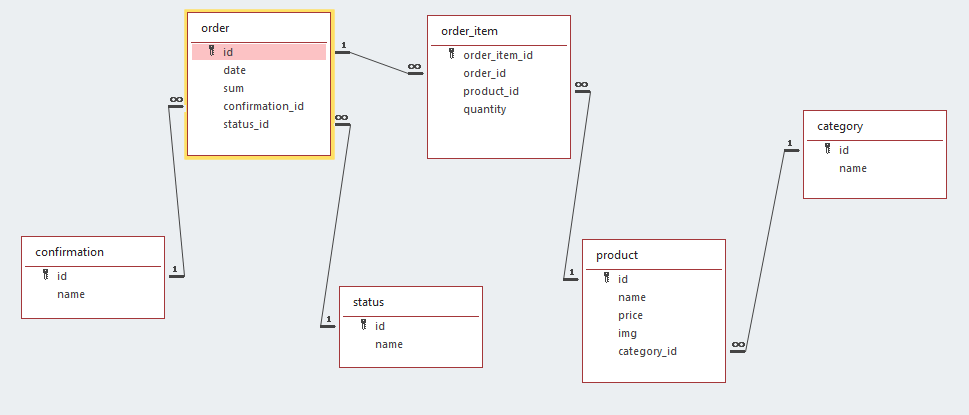 order
id
date
sum
confirmation_id
status_id
1
∞
∞
∞
order_item
order_item_id
order_id
product_id
quantity
∞
category
id
name
1
confirmation
id
name
1
status
id
name
1
product
id
name
price
img
category_id
1
∞